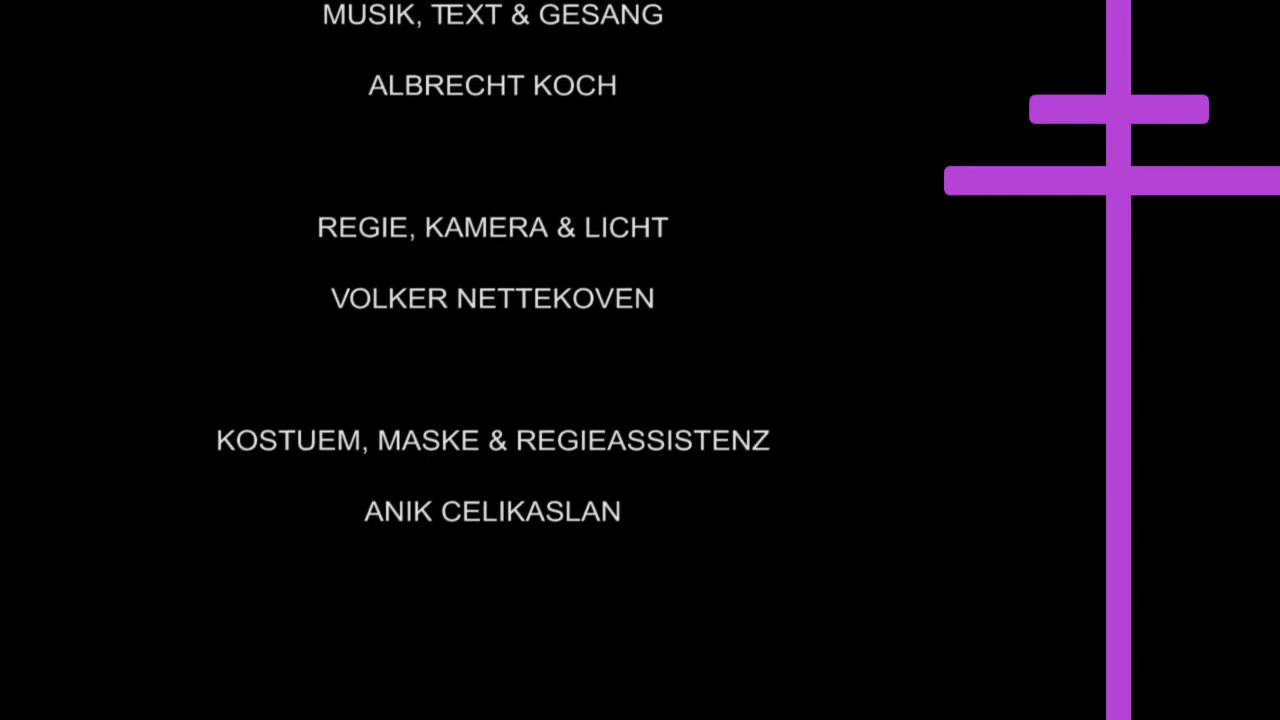 MUSIK, TEXT & GESANG
ALBRECHT KOCH
REGIE, KAMERA & LICHT
VOLKER NETTEKOVEN
KOSTUEM, MASKE & REGIEASSISTENZ
ANIK CELIKASLAN